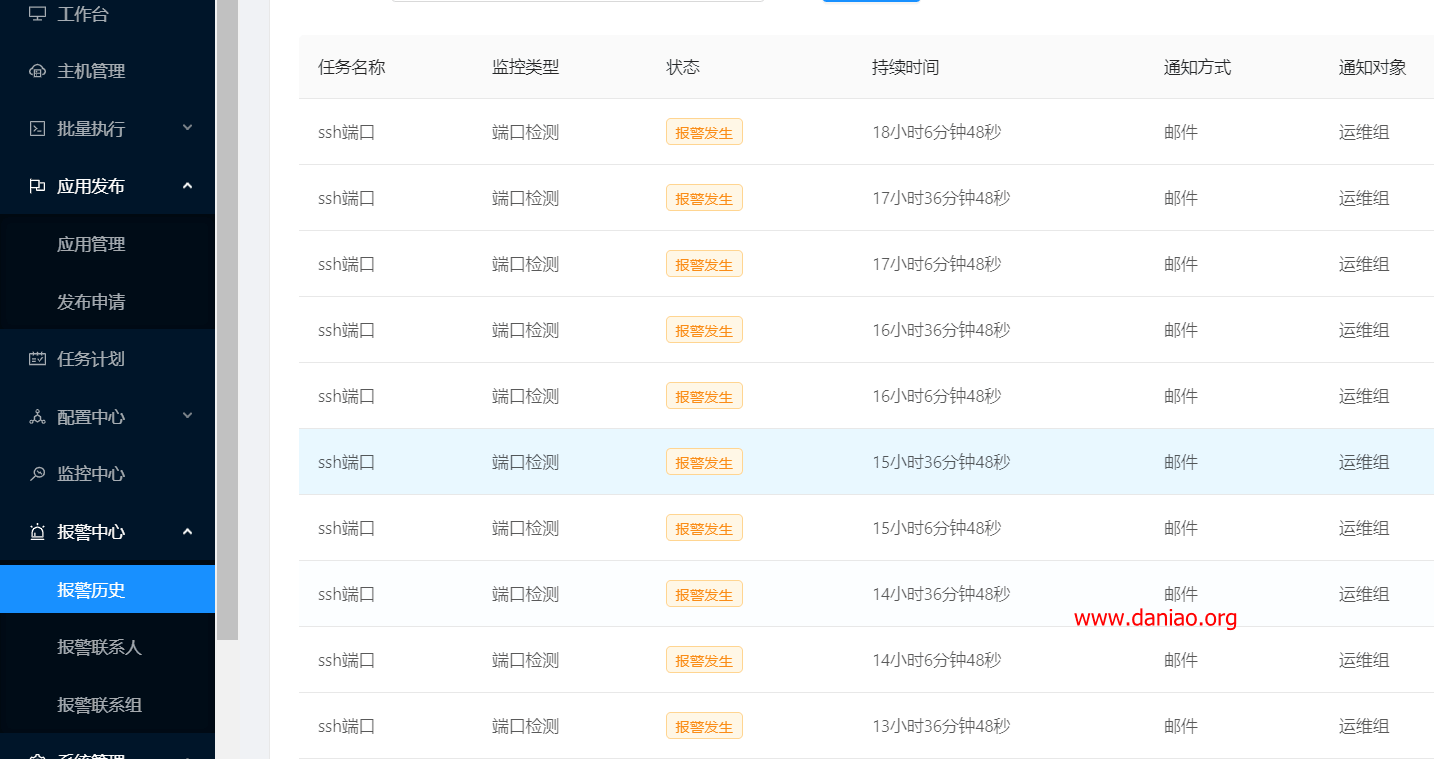 工作台
主机管理
批量执行
应用发布
应用管理
发布申请
任务计划
配置中心
监控中心
报警中心
报警历史
报警联系人
报警联系组
系统管理
任务名称 监控类型 状态 持续时间 通知方式 通知对象
ssh端口 端口检测 报警发生 18小时6分钟48秒 邮件 运维组
ssh端口 端口检测 报警发生 17小时36分钟48秒 邮件 运维组
ssh端口 端口检测 报警发生 17小时6分钟48秒 邮件 运维组
ssh端口 端口检测 报警发生 16小时36分钟48秒 邮件 运维组
ssh端口 端口检测 报警发生 16小时6分钟48秒 邮件 运维组
ssh端口 端口检测 报警发生 15小时36分钟48秒 邮件 运维组
ssh端口 端口检测 报警发生 15小时6分钟48秒 邮件 运维组
ssh端口 端口检测 报警发生 14小时36分钟48秒 邮件 运维组
www.daniao.org
ssh端口 端口检测 报警发生 14小时6分钟48秒 邮件 运维组
ssh端口 端口检测 报警发生 13小时36分钟48秒 邮件 运维组